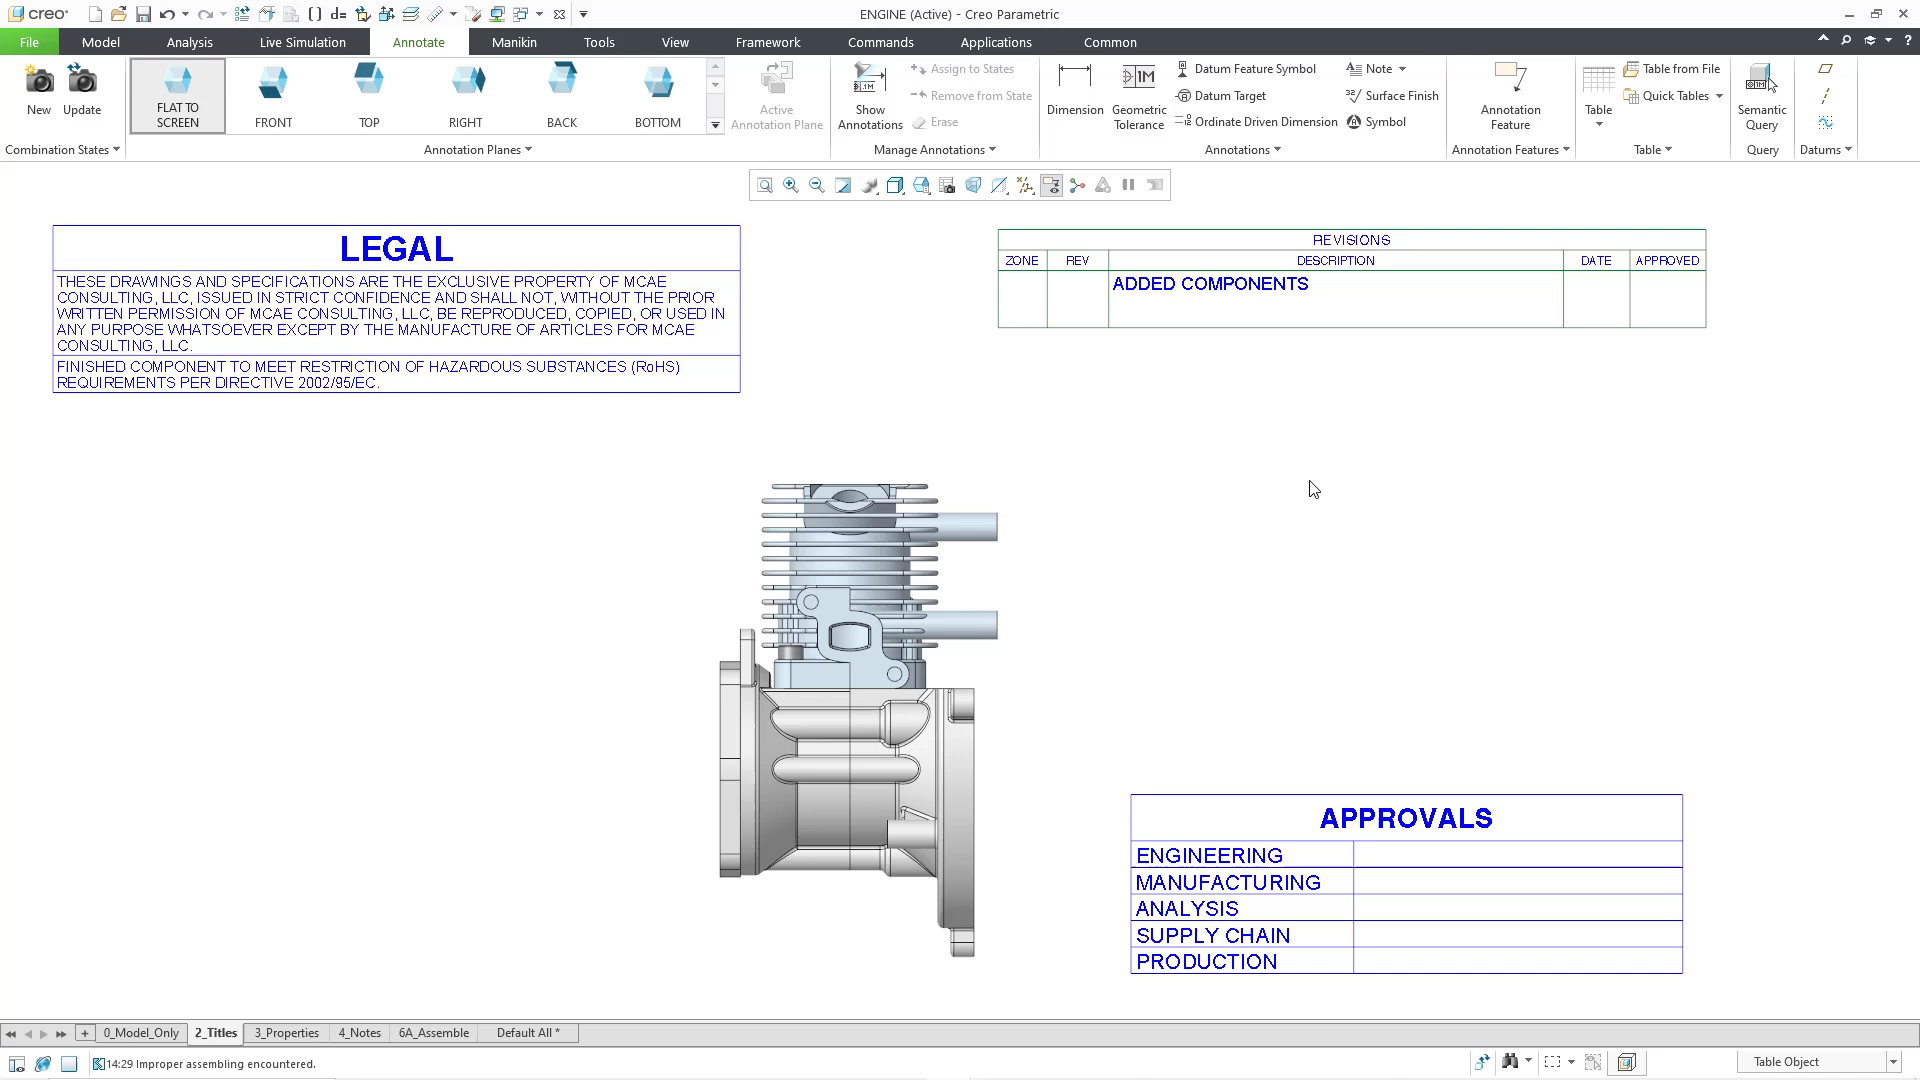 creo
d=
ENGINE (Active) - Creo Parametric
File
Model
Analysis
Live Simulation
Annotate
Manikin
Tools
View
Framework
Commands
Applications
Common
New
Update
Combination States
FLAT TO
SCREEN
FRONT
TOP
RIGHT
BACK
BOTTOM
Annotation Planes
Active
Annotation Plane
Show
Annotations
Assign to States
Remove from State
Erase
Manage Annotations
Dimension
Geometric
Tolerance
Datum Feature Symbol
Datum Target
Ordinate Driven Dimension
Note
Surface Finish
Symbol
Annotations
Annotation
Feature
Annotation Features
Table
Table from File
Quick Tables
Table
Semantic
Query
Query
Datums
LEGAL
THESE DRAWINGS AND SPECIFICATIONS ARE THE EXCLUSIVE PROPERTY OF MCAE
CONSULTING, LLC, ISSUED IN STRICT CONFIDENCE AND SHALL NOT, WITHOUT THE PRIOR
WRITTEN PERMISSION OF MCAE CONSULTING, LLC, BE REPRODUCED, COPIED, OR USED IN
ANY PURPOSE WHATSOEVER EXCEPT BY THE MANUFACTURE OF ARTICLES FOR MCAE
CONSULTING, LLC.
FINISHED COMPONENT TO MEET RESTRICTION OF HAZARDOUS SUBSTANCES (RoHS)
REQUIREMENTS PER DIRECTIVE 2002/95/EC.
REVISIONS
ZONE REV DESCRIPTION DATE APPROVED
ADDED COMPONENTS
APPROVALS
ENGINEERING
MANUFACTURING
ANALYSIS
SUPPLY CHAIN
PRODUCTION
0_Model_Only
2_Titles
3_Properties
4_Notes
6A_Assemble
Default All *
14:29 Improper assembling encountered.
Table Object